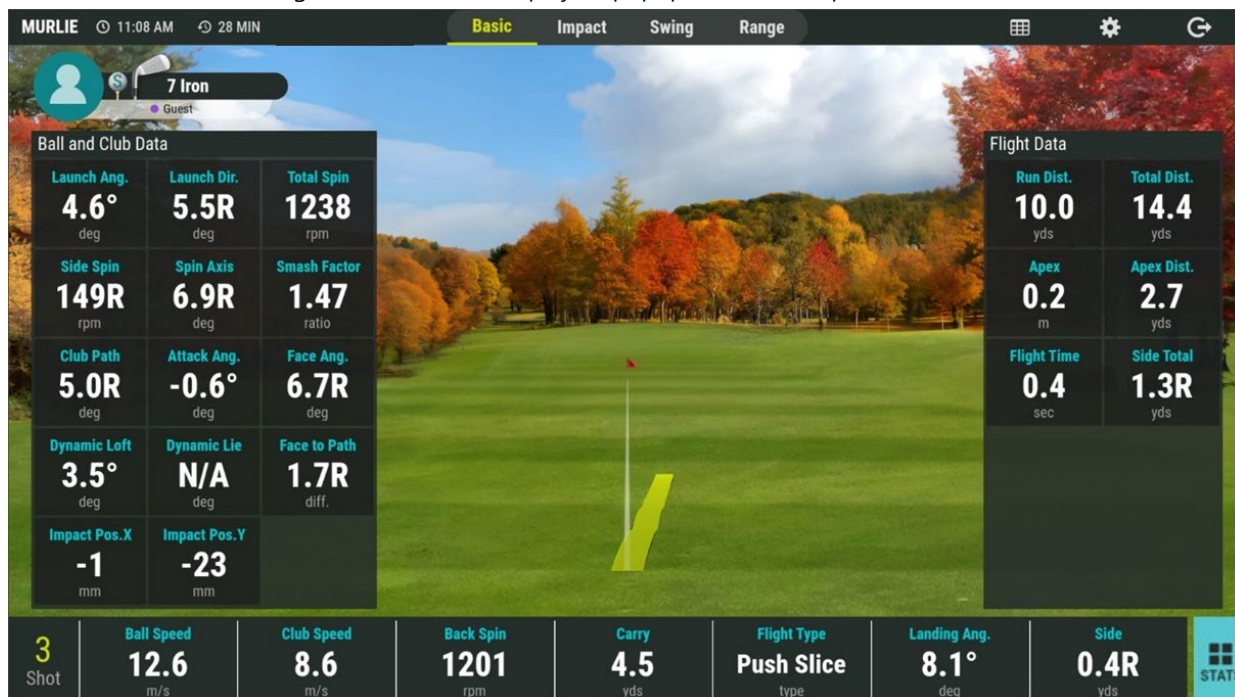 MURLIE 11:08 AM 28 MIN Basic Impact Swing Range
7 Iron
Guest
Ball and Club Data
Launch Ang. Launch Dir. Total Spin
4.6° 5.5R 1238
deg deg rpm
Side Spin Spin Axis Smash Factor
149R 6.9R 1.47
rpm deg ratio
Club Path Attack Ang. Face Ang.
5.0R -0.6° 6.7R
deg deg deg
Dynamic Loft Dynamic Lie Face to Path
3.5° N/A 1.7R
deg deg diff.
Impact Pos.X Impact Pos.Y
-1 -23
mm mm
Flight Data
Run Dist. Total Dist.
10.0 14.4
yds yds
Apex Apex Dist.
0.2 2.7
m yds
Flight Time Side Total
0.4 1.3R
sec yds
3 Shot
Ball Speed Club Speed Back Spin Carry Flight Type Landing Ang. Side
12.6 8.6 1201 4.5 Push Slice 8.1° 0.4R
m/s m/s rpm yds type deg yds
STATS